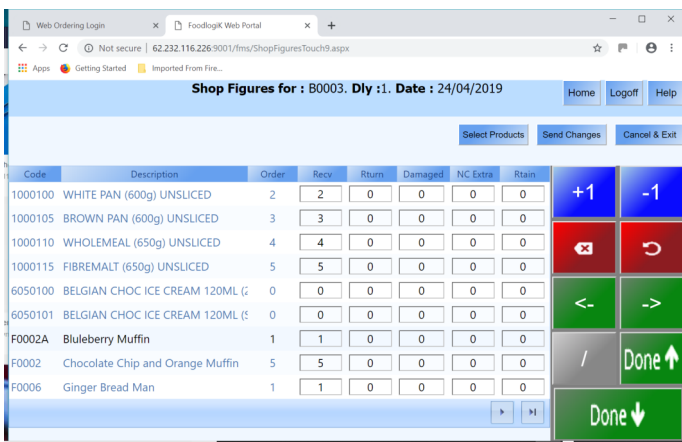 Web Ordering Login
FoodlogiK Web Portal
Not secure | 62.232.116.226:9001/fms/ShopFiguresTouch9.aspx
Apps Getting Started Imported From Fire...
Shop Figures for : B0003. Dly :1. Date : 24/04/2019
Home Logoff Help
Select Products Send Changes Cancel & Exit
Code Description Order Recv Rturn Damaged NC Extra Rtain
1000100 WHITE PAN (600g) UNSLICED 2 2 0 0 0 0
1000105 BROWN PAN (600g) UNSLICED 3 3 0 0 0 0
1000110 WHOLEMEAL (650g) UNSLICED 4 4 0 0 0 0
1000115 FIBREMALT (650g) UNSLICED 5 5 0 0 0 0
6050100 BELGIAN CHOC ICE CREAM 120ML (2 0 0 0 0 0 0
6050101 BELGIAN CHOC ICE CREAM 120ML (S 0 0 0 0 0 0
F0002A Bluleberry Muffin 1 1 0 0 0 0
F0002 Chocolate Chip and Orange Muffin 5 5 0 0 0 0
F0006 Ginger Bread Man 1 1 0 0 0 0
+1 -1
<- ->
/ Done
Done